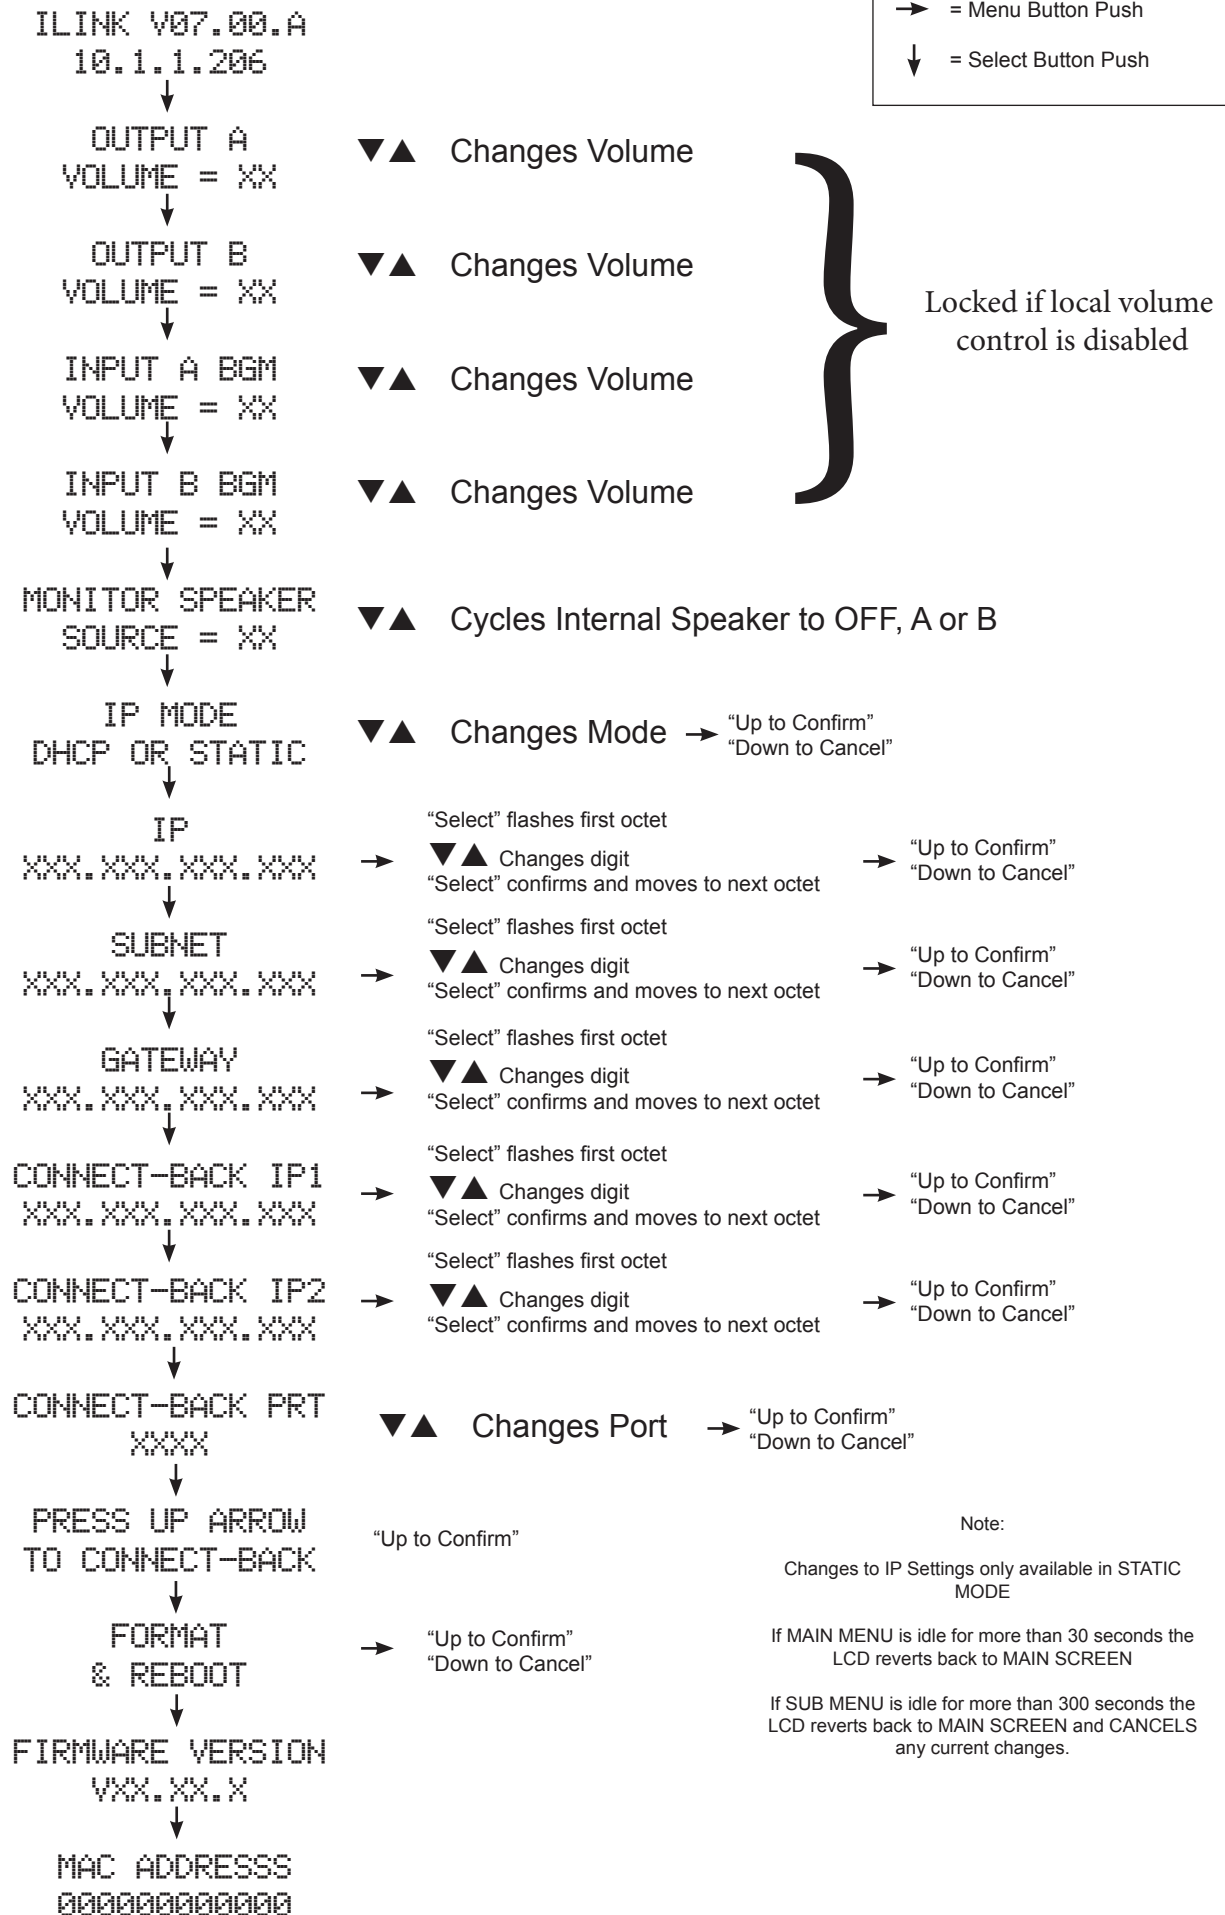 → = Menu Button Push
↓ = Select Button Push
ILINK V07.00.A
10.1.1.206
OUTPUT A
VOLUME = XX
▼▲ Changes Volume
OUTPUT B
VOLUME = XX
▼▲ Changes Volume
INPUT A BGM
VOLUME = XX
▼▲ Changes Volume
INPUT B BGM
VOLUME = XX
▼▲ Changes Volume
Locked if local volume
control is disabled
MONITOR SPEAKER
SOURCE = XX
▼▲ Cycles Internal Speaker to OFF, A or B
IP MODE
DHCP OR STATIC
▼▲ Changes Mode →
“Up to Confirm”
“Down to Cancel”
IP
XXX.XXX.XXX.XXX
“Select” flashes first octet
▼▲ Changes digit
“Select” confirms and moves to next octet
“Up to Confirm”
“Down to Cancel”
SUBNET
XXX.XXX.XXX.XXX
“Select” flashes first octet
▼▲ Changes digit
“Select” confirms and moves to next octet
“Up to Confirm”
“Down to Cancel”
GATEWAY
XXX.XXX.XXX.XXX
“Select” flashes first octet
▼▲ Changes digit
“Select” confirms and moves to next octet
“Up to Confirm”
“Down to Cancel”
CONNECT-BACK IP1
XXX.XXX.XXX.XXX
“Select” flashes first octet
▼▲ Changes digit
“Select” confirms and moves to next octet
“Up to Confirm”
“Down to Cancel”
CONNECT-BACK IP2
XXX.XXX.XXX.XXX
“Select” flashes first octet
▼▲ Changes digit
“Select” confirms and moves to next octet
“Up to Confirm”
“Down to Cancel”
CONNECT-BACK PRT
XXXX
▼▲ Changes Port →
“Up to Confirm”
“Down to Cancel”
PRESS UP ARROW
TO CONNECT-BACK
“Up to Confirm”
FORMAT
& REBOOT
“Up to Confirm”
“Down to Cancel”
FIRMWARE VERSION
VXX.XX.X
MAC ADDRESSS
000000000000
Note:
Changes to IP Settings only available in STATIC
MODE
If MAIN MENU is idle for more than 30 seconds the
LCD reverts back to MAIN SCREEN
If SUB MENU is idle for more than 300 seconds the
LCD reverts back to MAIN SCREEN and CANCELS
any current changes.